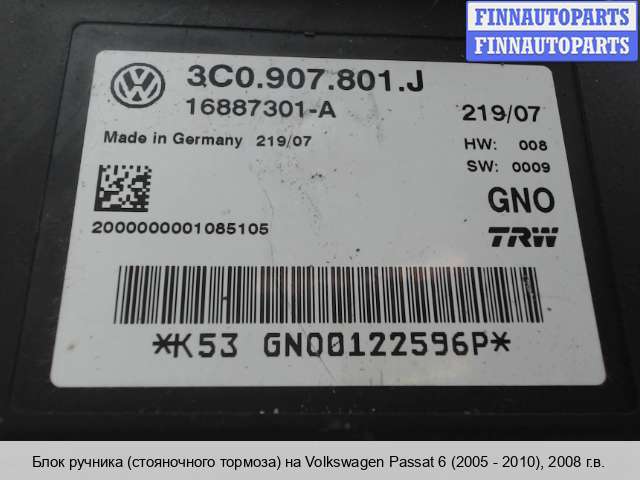 FINNAUTOPARTS
FINNAUTOPARTS
3C0.907.801.J
16887301-A
219/07
Made in Germany 219/07
HW: 008
SW: 0009
GNO
2000000001085105
TRW
*K53 GNO0122596P*
Блок ручника (стояночного тормоза) на Volkswagen Passat 6 (2005 - 2010), 2008 г.в.